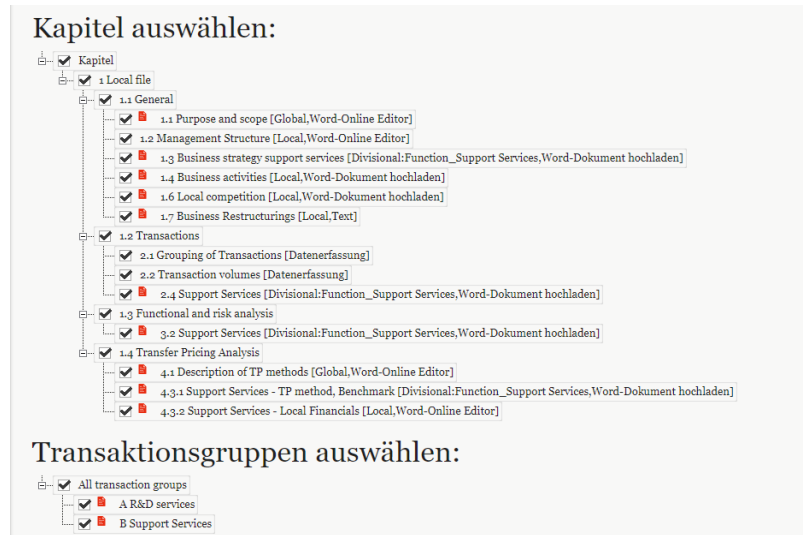 Kapitel auswählen:
Kapitel
1 Local file
1.1 General
1.1 Purpose and scope [Global,Word-Online Editor]
1.2 Management Structure [Local,Word-Online Editor]
1.3 Business strategy support services [Divisional:Function_Support Services,Word-Dokument hochladen]
1.4 Business activities [Local,Word-Dokument hochladen]
1.6 Local competition [Local,Word-Dokument hochladen]
1.7 Business Restructurings [Local,Text]
1.2 Transactions
2.1 Grouping of Transactions [Datenerfassung]
2.2 Transaction volumes [Datenerfassung]
2.4 Support Services [Divisional:Function_Support Services,Word-Dokument hochladen]
1.3 Functional and risk analysis
3.2 Support Services [Divisional:Function_Support Services,Word-Dokument hochladen]
1.4 Transfer Pricing Analysis
4.1 Description of TP methods [Global,Word-Online Editor]
4.3.1 Support Services - TP method, Benchmark [Divisional:Function_Support Services,Word-Dokument hochladen]
4.3.2 Support Services - Local Financials [Local,Word-Online Editor]
Transaktionsgruppen auswählen:
All transaction groups
A R&D services
B Support Services